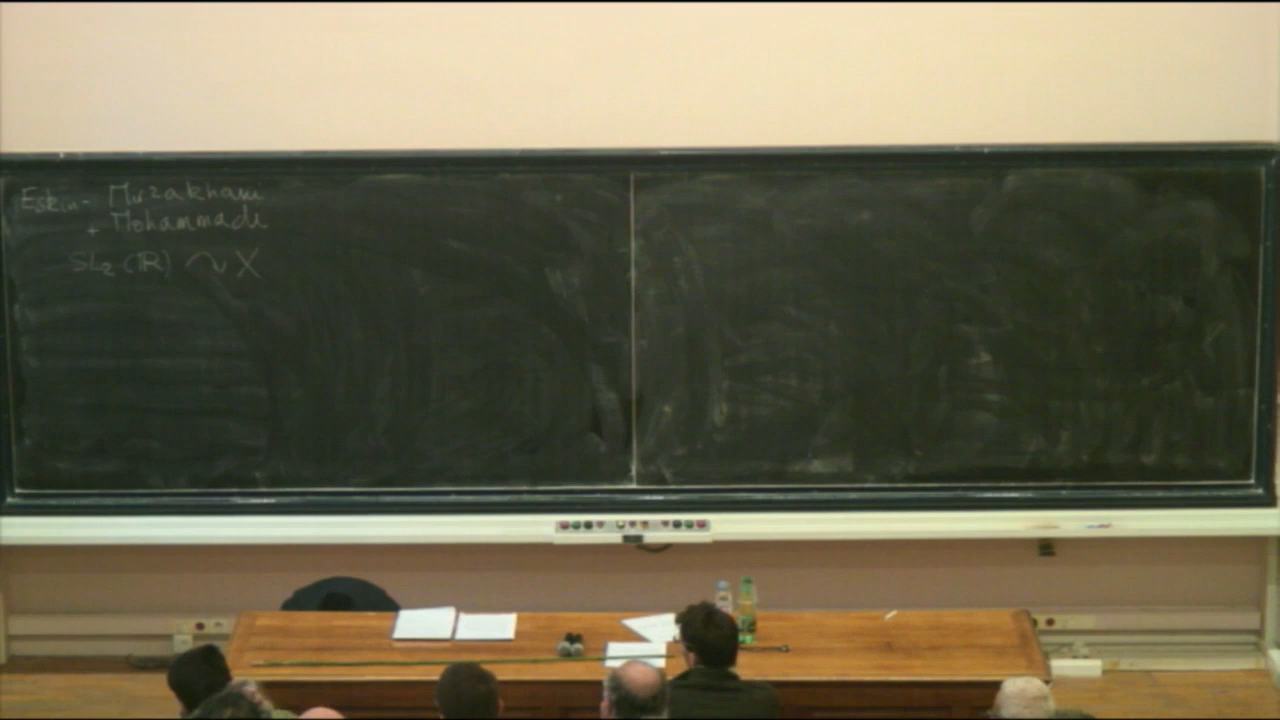 Eskin - Mirzakhani
+ Mohammadi
SL₂(ℝ) ↷ X